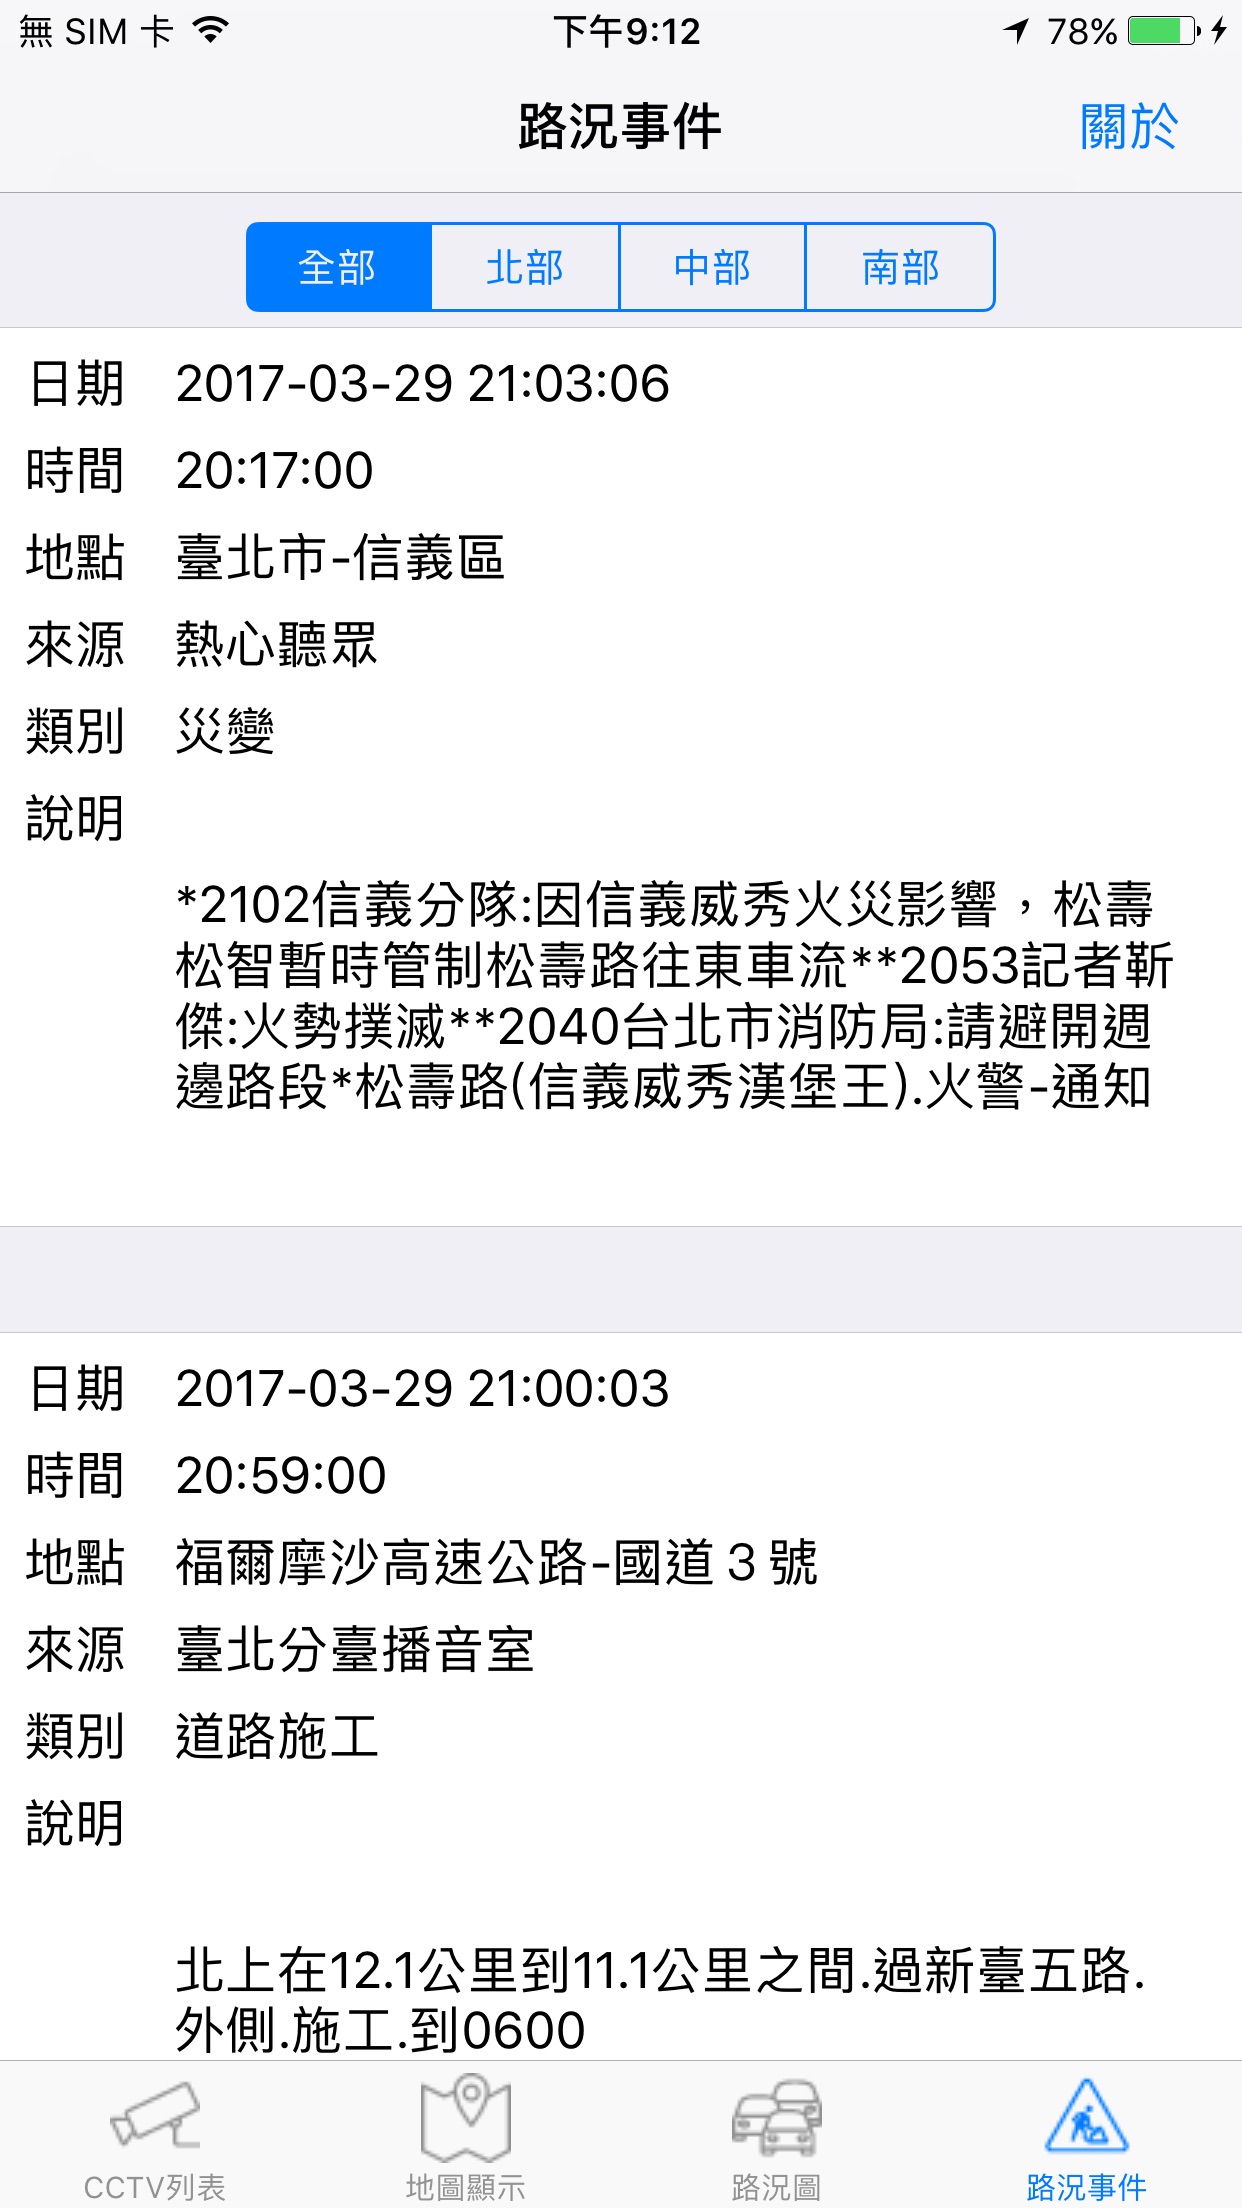 無 SIM 卡 下午9:12 78%
路況事件 關於
全部 北部 中部 南部
日期 2017-03-29 21:03:06
時間 20:17:00
地點 臺北市-信義區
來源 熱心聽眾
類別 災變
說明
*2102信義分隊:因信義威秀火災影響，松壽
松智暫時管制松壽路往東車流**2053記者靳
傑:火勢撲滅**2040台北市消防局:請避開週
邊路段*松壽路(信義威秀漢堡王).火警-通知
日期 2017-03-29 21:00:03
時間 20:59:00
地點 福爾摩沙高速公路-國道３號
來源 臺北分臺播音室
類別 道路施工
說明
北上在12.1公里到11.1公里之間.過新臺五路.
外側.施工.到0600
CCTV列表 地圖顯示 路況圖 路況事件